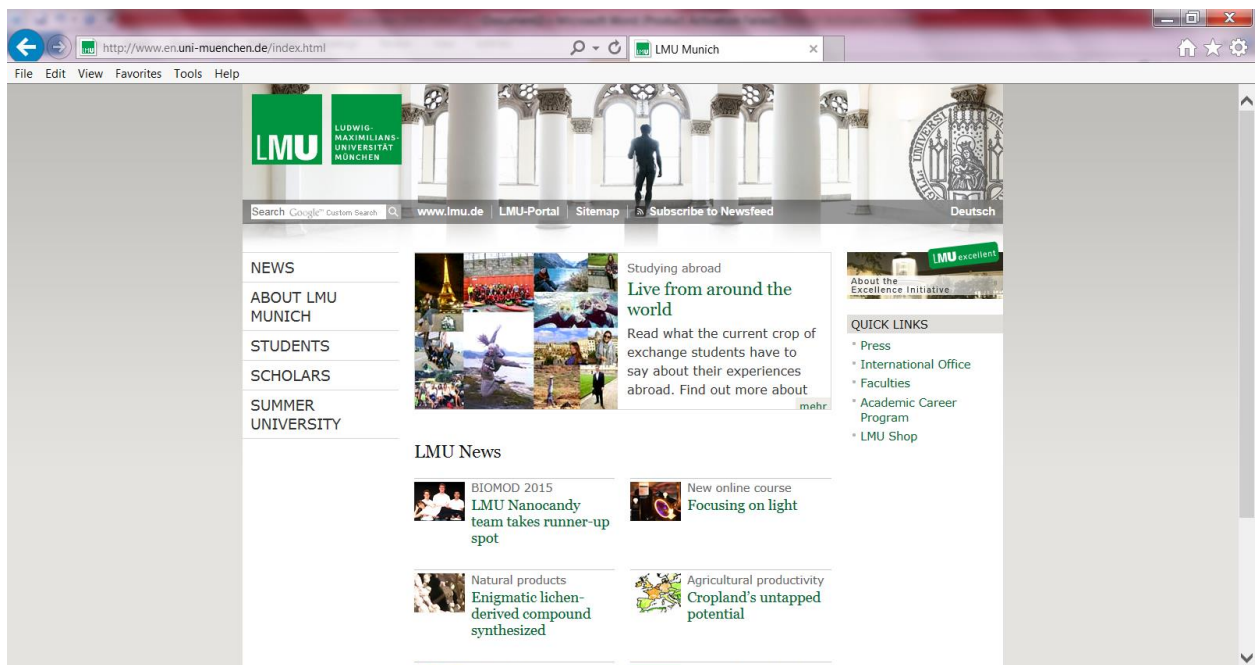 http://www.en.uni-muenchen.de/index.html
LMU Munich
File Edit View Favorites Tools Help
LMU
LUDWIG-
MAXIMILIANS-
UNIVERSITÄT
MÜNCHEN
Search Google™ Custom Search
www.lmu.de
LMU-Portal
Sitemap
Subscribe to Newsfeed
Deutsch
NEWS
ABOUT LMU
MUNICH
STUDENTS
SCHOLARS
SUMMER
UNIVERSITY
Studying abroad
Live from around the
world
Read what the current crop of
exchange students have to
say about their experiences
abroad. Find out more about
mehr
LMU excellent
About the
Excellence Initiative
QUICK LINKS
Press
International Office
Faculties
Academic Career
Program
LMU Shop
LMU News
BIOMOD 2015
LMU Nanocandy
team takes runner-up
spot
New online course
Focusing on light
Natural products
Enigmatic lichen-
derived compound
synthesized
Agricultural productivity
Cropland's untapped
potential